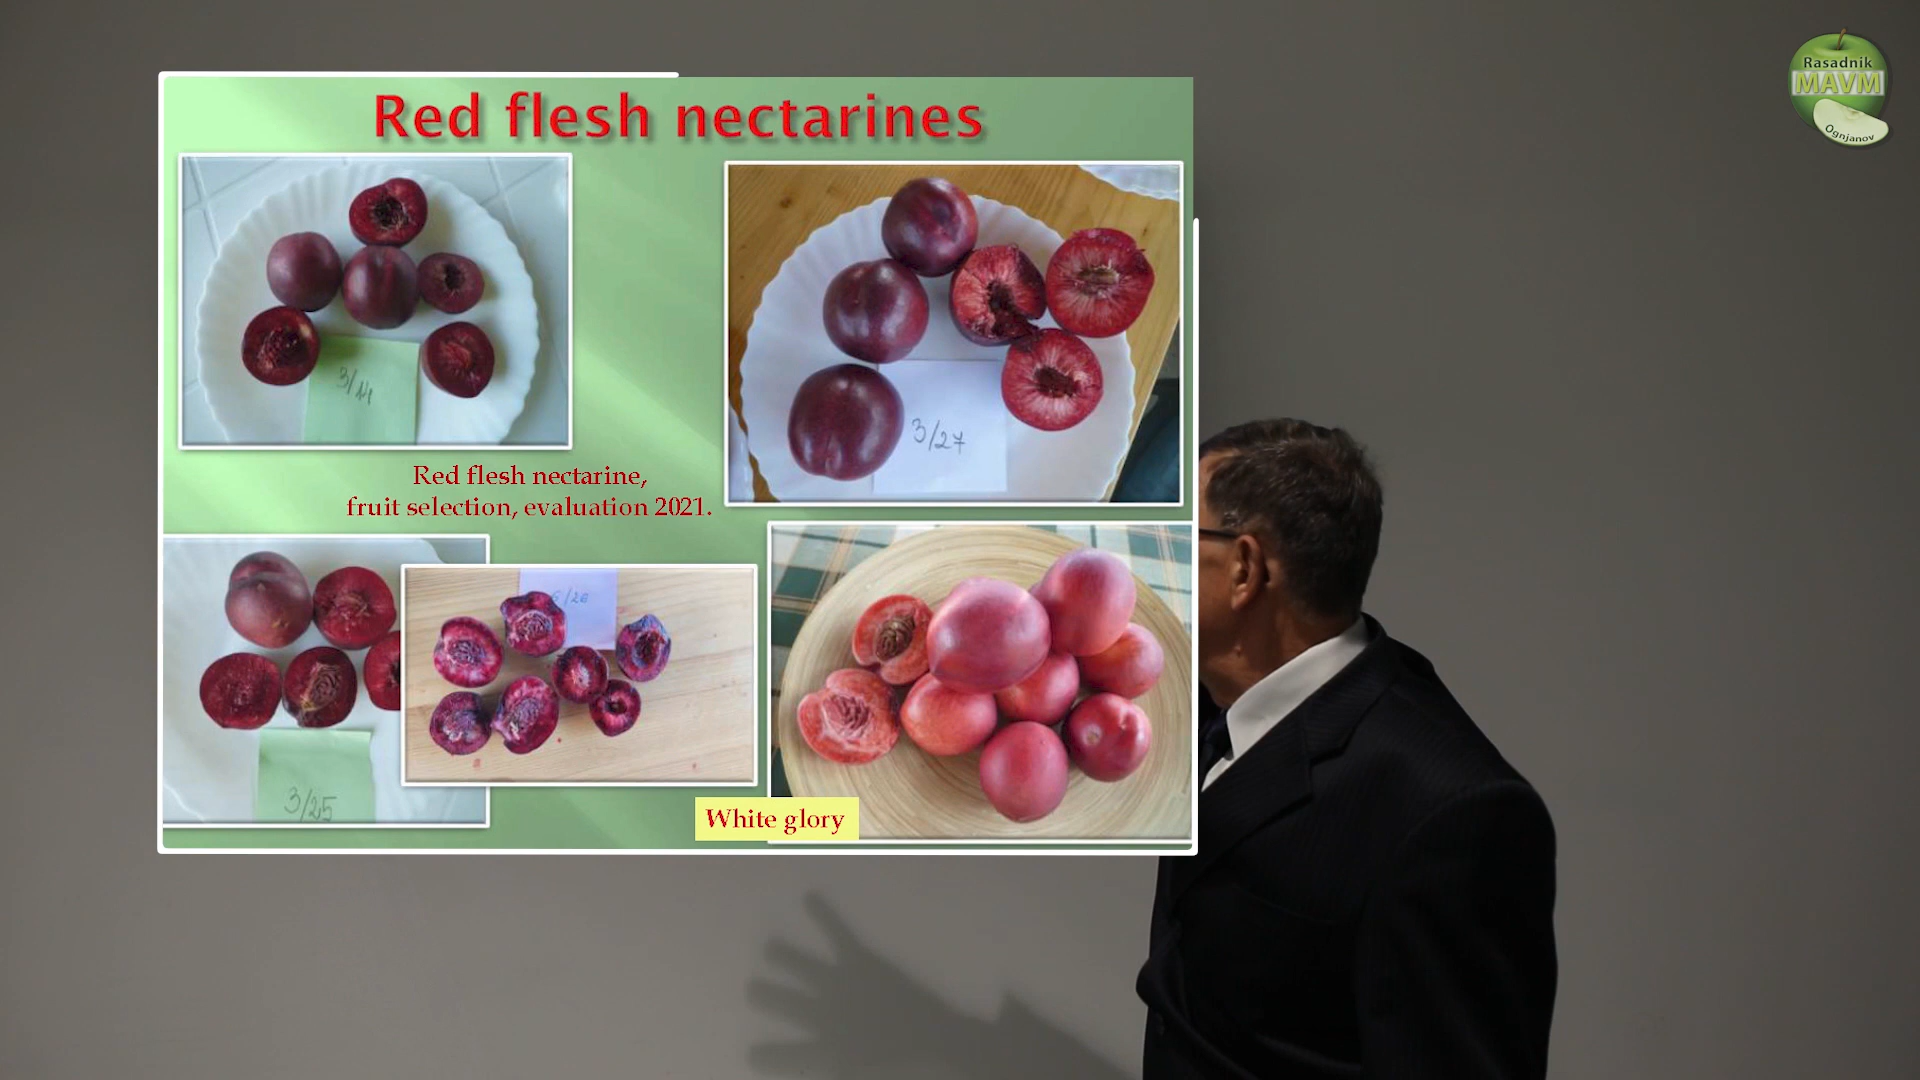 Rasadnik
MAVM
Ognjanov
Red flesh nectarines
3/14
3/27
Red flesh nectarine,
fruit selection, evaluation 2021.
3/25
White glory